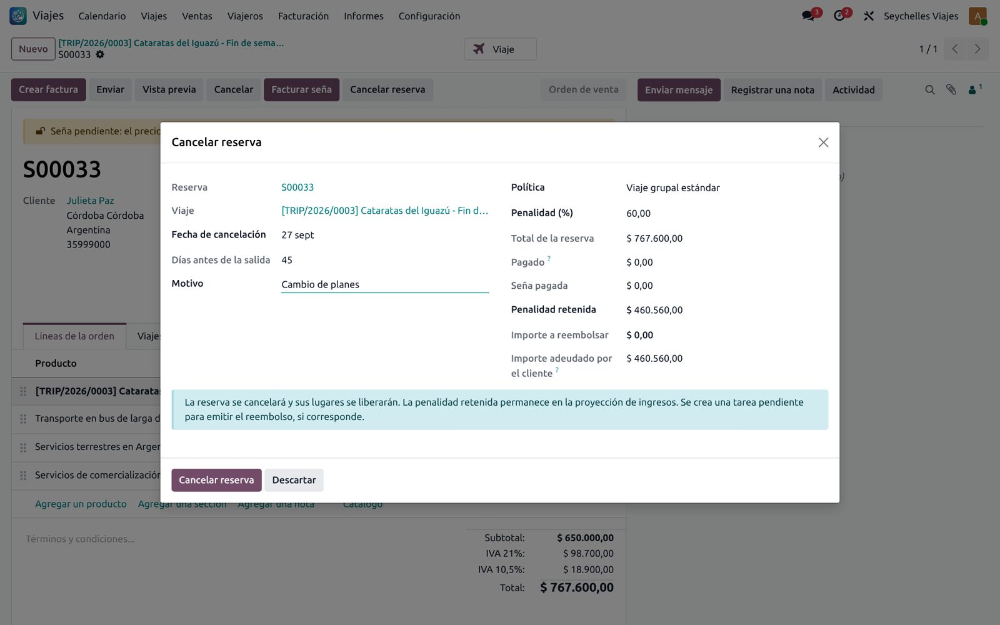 Viajes
Calendario
Viajes
Ventas
Viajeros
Facturación
Informes
Configuración
3
2
Seychelles Viajes
A
Nuevo
[TRIP/2026/0003] Cataratas del Iguazú - Fin de sema...
S00033
Viaje
1 / 1
Crear factura
Enviar
Vista previa
Cancelar
Facturar seña
Cancelar reserva
Orden de venta
Enviar mensaje
Registrar una nota
Actividad
1
Seña pendiente: el precio
S00033
Cliente
Julieta Paz
Córdoba Córdoba
Argentina
35999000
Líneas de la orden
Viajes
Producto
[TRIP/2026/0003] Catarata
Transporte en bus de larga d
Servicios terrestres en Argen
Servicios de comercialización
Agregar un producto
Agregar una sección
Agregar una nota
Catálogo
Términos y condiciones...
Subtotal: $ 650.000,00
IVA 21%: $ 98.700,00
IVA 10,5%: $ 18.900,00
Total: $ 767.600,00
Cancelar reserva
Reserva
S00033
Viaje
[TRIP/2026/0003] Cataratas del Iguazú - Fin d...
Fecha de cancelación
27 sept
Días antes de la salida
45
Motivo
Cambio de planes
Política
Viaje grupal estándar
Penalidad (%)
60,00
Total de la reserva
$ 767.600,00
Pagado ?
$ 0,00
Seña pagada
$ 0,00
Penalidad retenida
$ 460.560,00
Importe a reembolsar
$ 0,00
Importe adeudado por
el cliente ?
$ 460.560,00
La reserva se cancelará y sus lugares se liberarán. La penalidad retenida permanece en la proyección de ingresos. Se crea una tarea pendiente
para emitir el reembolso, si corresponde.
Cancelar reserva
Descartar